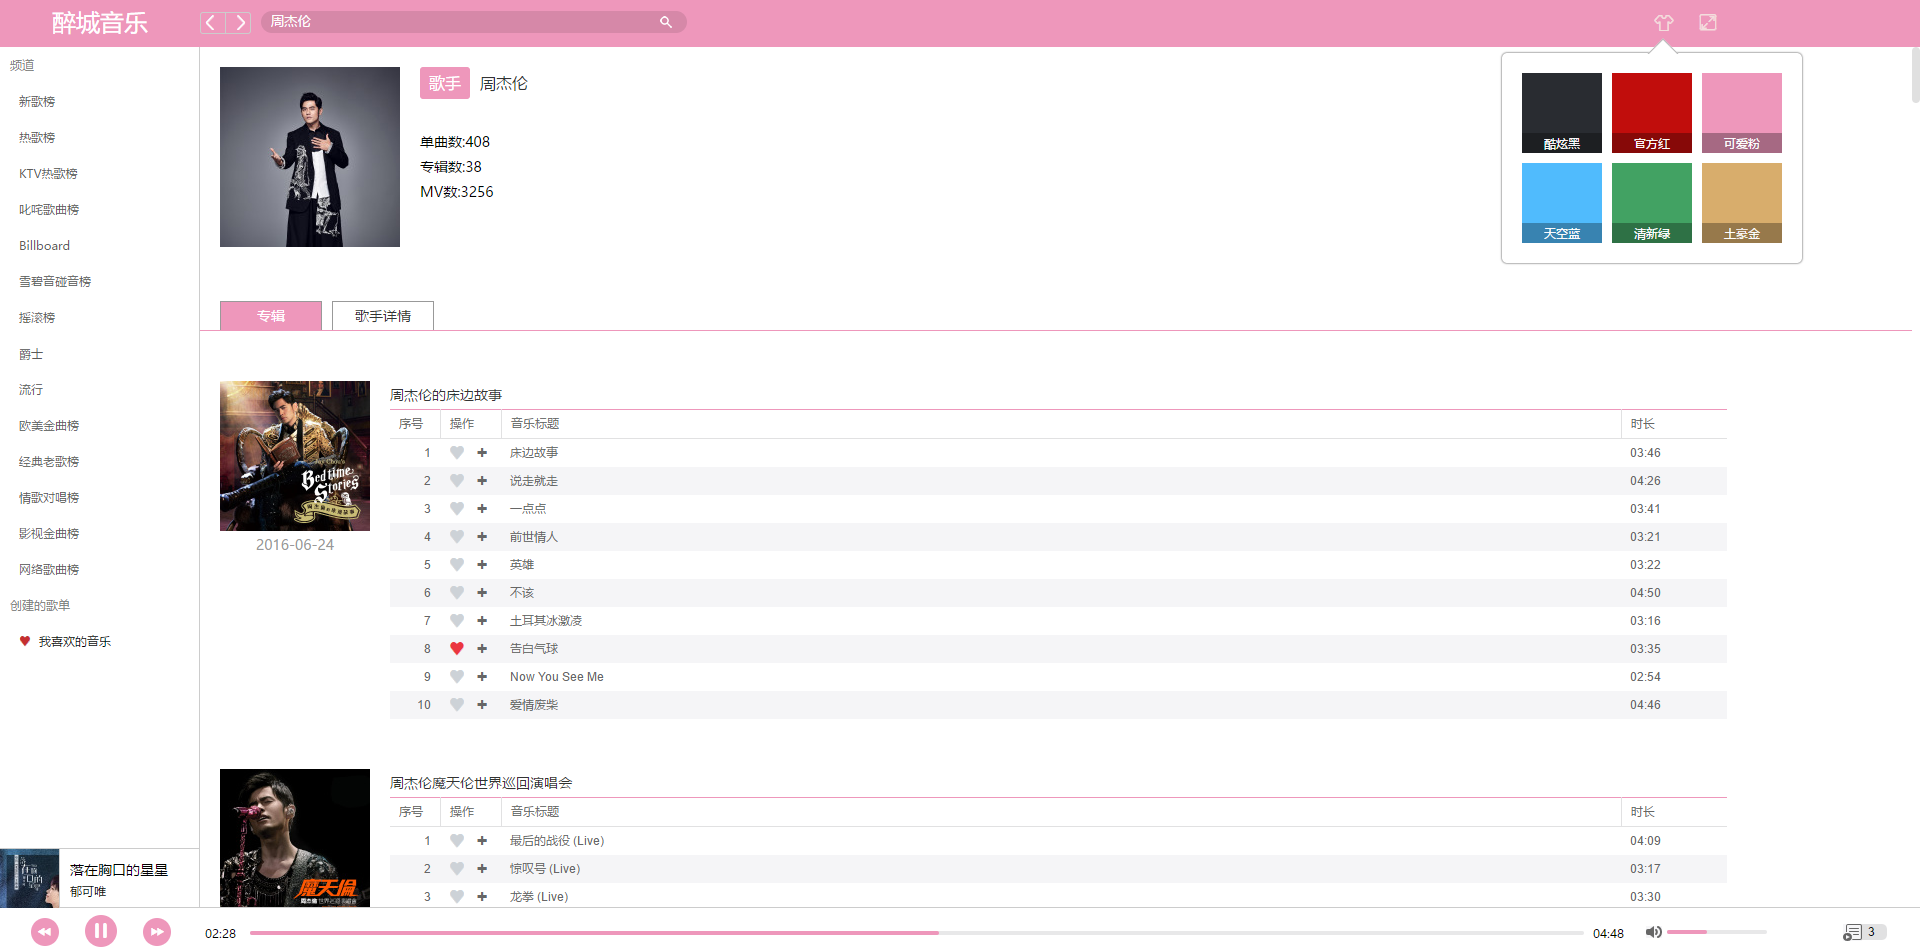 醉城音乐
周杰伦
频道
新歌榜
热歌榜
KTV热歌榜
叱咤歌曲榜
Billboard
雪碧音碰音榜
摇滚榜
爵士
流行
欧美金曲榜
经典老歌榜
情歌对唱榜
影视金曲榜
网络歌曲榜
创建的歌单
我喜欢的音乐
歌手 周杰伦
单曲数:408
专辑数:38
MV数:3256
酷炫黑 官方红 可爱粉
天空蓝 清新绿 土豪金
专辑 歌手详情
Bedtime
Stories
2016-06-24
周杰伦的床边故事
序号 操作 音乐标题 时长
1 床边故事 03:46
2 说走就走 04:26
3 一点点 03:41
4 前世情人 03:21
5 英雄 03:22
6 不该 04:50
7 土耳其冰激凌 03:16
8 告白气球 03:35
9 Now You See Me 02:54
10 爱情废柴 04:46
魔天倫
周杰倫 世界巡迴演唱會
周杰伦魔天伦世界巡回演唱会
序号 操作 音乐标题 时长
1 最后的战役 (Live) 04:09
2 惊叹号 (Live) 03:17
3 龙拳 (Live) 03:30
落在胸口的星星
郁可唯
02:28 04:48 3